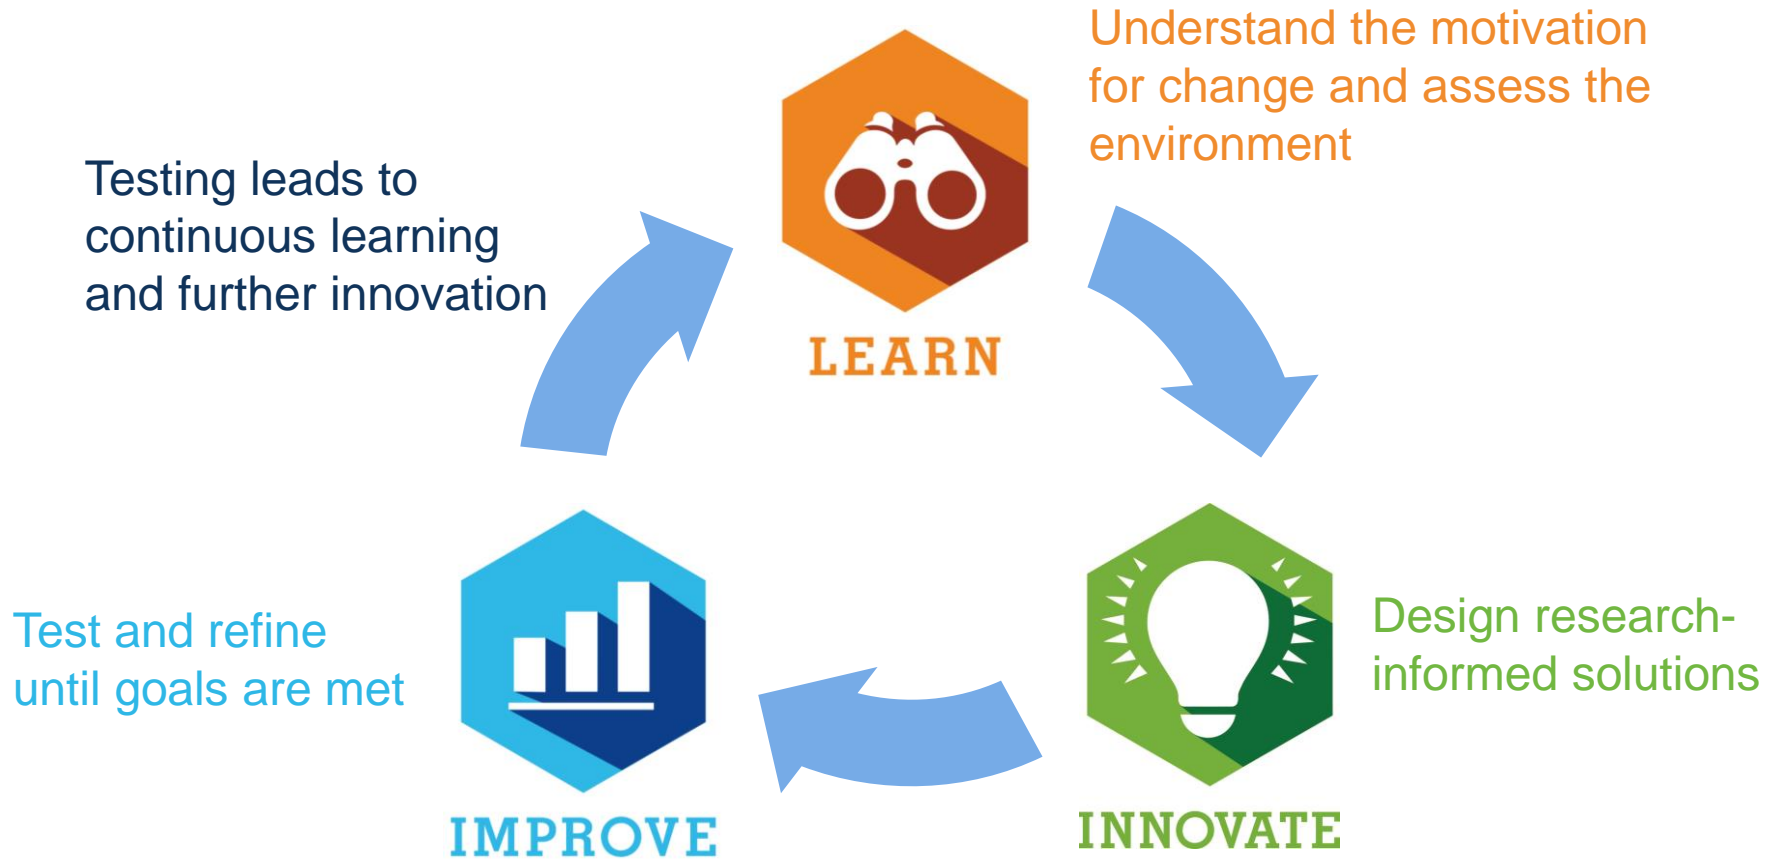 Understand the motivation
for change and assess the
environment
LEARN
Testing leads to
continuous learning
and further innovation
Design research-
informed solutions
INNOVATE
Test and refine
until goals are met
IMPROVE